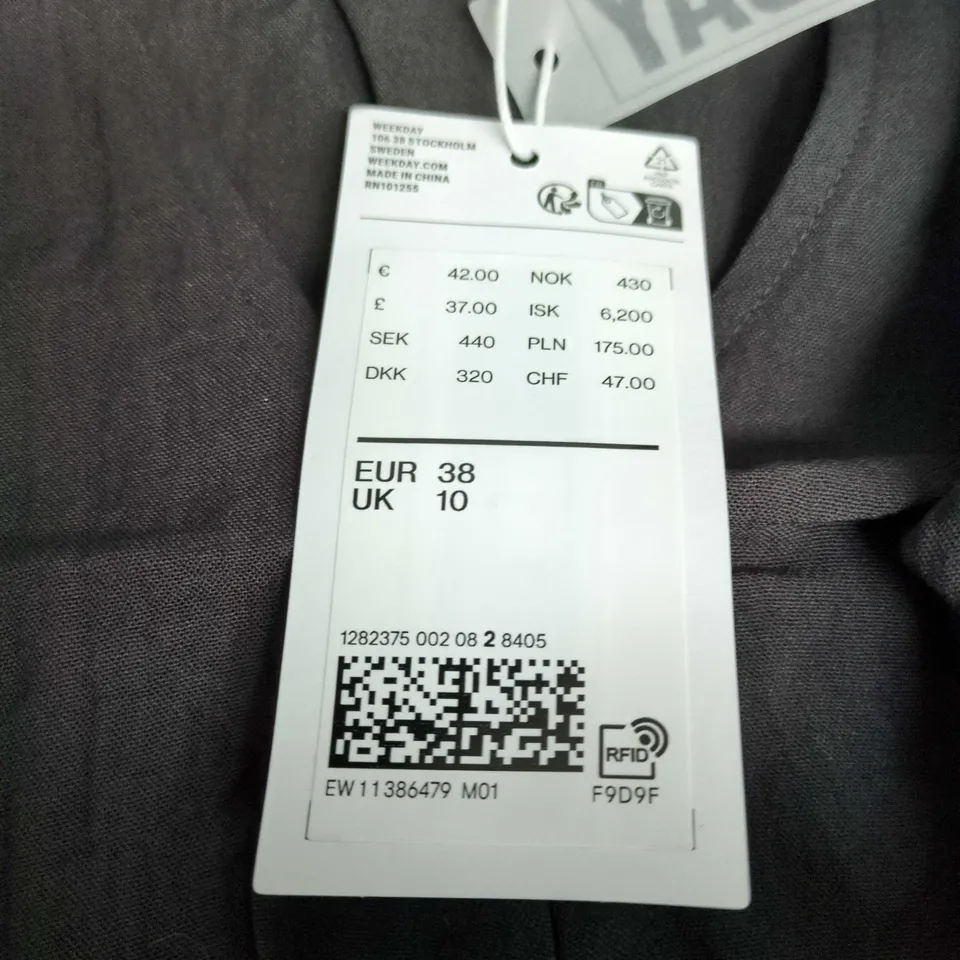 YAC
WEEKDAY
106 38 STOCKHOLM
SWEDEN
WEEKDAY.COM
MADE IN CHINA
RN101255
€ 42.00 NOK 430
£ 37.00 ISK 6,200
SEK 440 PLN 175.00
DKK 320 CHF 47.00
EUR 38
UK 10
1282375 002 08 2 8405
RFID
EW 11386479 M01 F9D9F